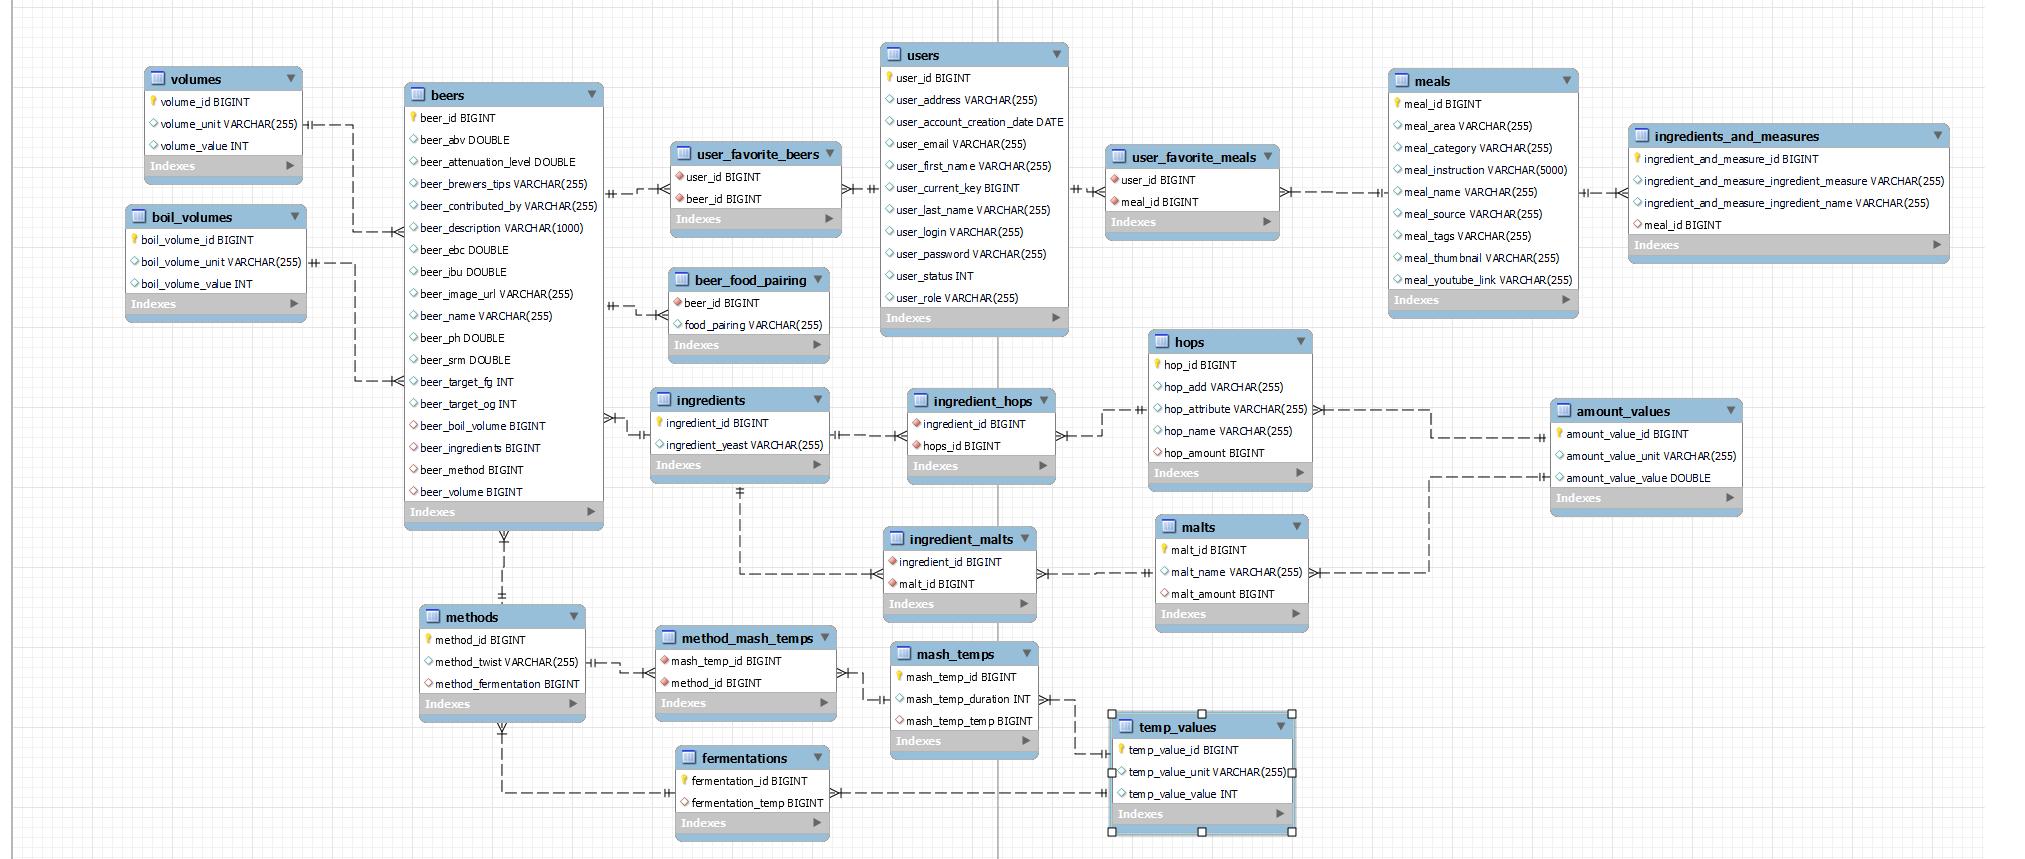 volumes
volume_id BIGINT
volume_unit VARCHAR(255)
volume_value INT
Indexes
boil_volumes
boil_volume_id BIGINT
boil_volume_unit VARCHAR(255)
boil_volume_value INT
Indexes
beers
beer_id BIGINT
beer_abv DOUBLE
beer_attenuation_level DOUBLE
beer_brewers_tips VARCHAR(255)
beer_contributed_by VARCHAR(255)
beer_description VARCHAR(1000)
beer_ebc DOUBLE
beer_ibu DOUBLE
beer_image_url VARCHAR(255)
beer_name VARCHAR(255)
beer_ph DOUBLE
beer_srm DOUBLE
beer_target_fg INT
beer_target_og INT
beer_boil_volume BIGINT
beer_ingredients BIGINT
beer_method BIGINT
beer_volume BIGINT
Indexes
user_favorite_beers
user_id BIGINT
beer_id BIGINT
Indexes
beer_food_pairing
beer_id BIGINT
food_pairing VARCHAR(255)
Indexes
users
user_id BIGINT
user_address VARCHAR(255)
user_account_creation_date DATE
user_email VARCHAR(255)
user_first_name VARCHAR(255)
user_current_key BIGINT
user_last_name VARCHAR(255)
user_login VARCHAR(255)
user_password VARCHAR(255)
user_status INT
user_role VARCHAR(255)
Indexes
user_favorite_meals
user_id BIGINT
meal_id BIGINT
Indexes
meals
meal_id BIGINT
meal_area VARCHAR(255)
meal_category VARCHAR(255)
meal_instruction VARCHAR(5000)
meal_name VARCHAR(255)
meal_source VARCHAR(255)
meal_tags VARCHAR(255)
meal_thumbnail VARCHAR(255)
meal_youtube_link VARCHAR(255)
Indexes
ingredients_and_measures
ingredient_and_measure_id BIGINT
ingredient_and_measure_ingredient_measure VARCHAR(255)
ingredient_and_measure_ingredient_name VARCHAR(255)
meal_id BIGINT
Indexes
ingredients
ingredient_id BIGINT
ingredient_yeast VARCHAR(255)
Indexes
ingredient_hops
ingredient_id BIGINT
hops_id BIGINT
Indexes
hops
hop_id BIGINT
hop_add VARCHAR(255)
hop_attribute VARCHAR(255)
hop_name VARCHAR(255)
hop_amount BIGINT
Indexes
amount_values
amount_value_id BIGINT
amount_value_unit VARCHAR(255)
amount_value_value DOUBLE
Indexes
ingredient_malts
ingredient_id BIGINT
malt_id BIGINT
Indexes
malts
malt_id BIGINT
malt_name VARCHAR(255)
malt_amount BIGINT
Indexes
methods
method_id BIGINT
method_twist VARCHAR(255)
method_fermentation BIGINT
Indexes
method_mash_temps
mash_temp_id BIGINT
method_id BIGINT
Indexes
mash_temps
mash_temp_id BIGINT
mash_temp_duration INT
mash_temp_temp BIGINT
Indexes
fermentations
fermentation_id BIGINT
fermentation_temp BIGINT
Indexes
temp_values
temp_value_id BIGINT
temp_value_unit VARCHAR(255)
temp_value_value INT
Indexes